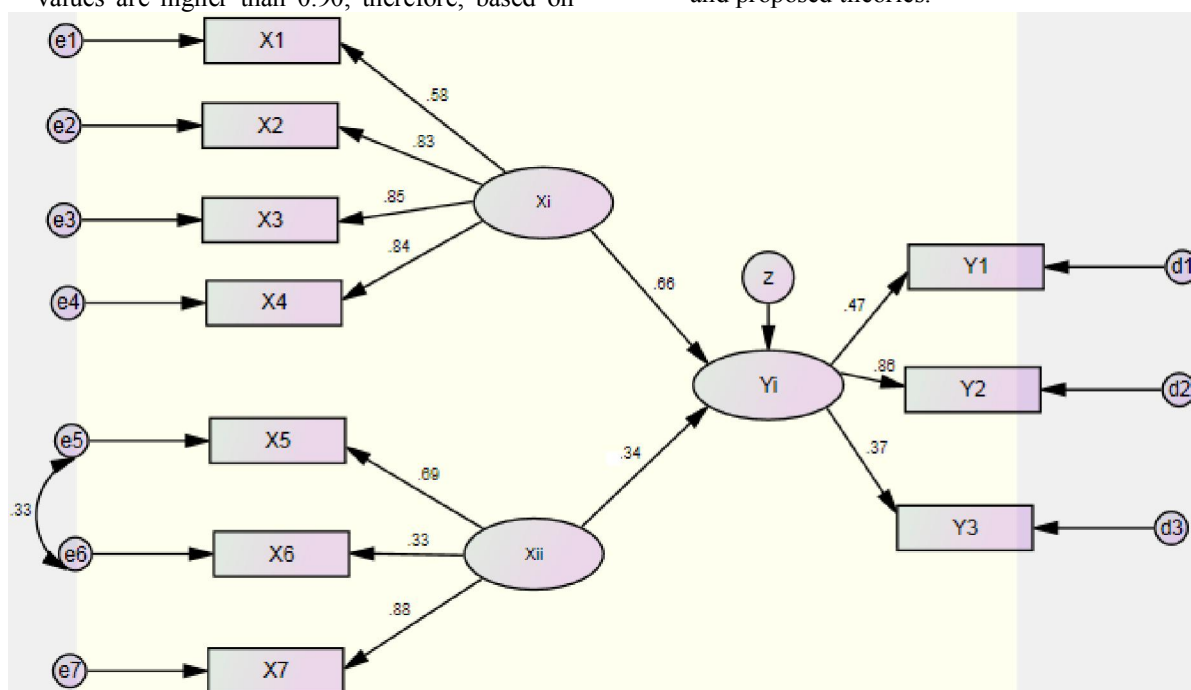 values are higher than 0.90; therefore, based on
and proposed theories.
e1
X1
.58
e2
X2
.83
Xi
e3
X3
.85
e4
X4
.84
.66
z
Y1
d1
.47
Yi
.86
Y2
d2
.37
Y3
d3
e5
X5
.69
.34
.33
e6
X6
.33
Xii
.88
e7
X7